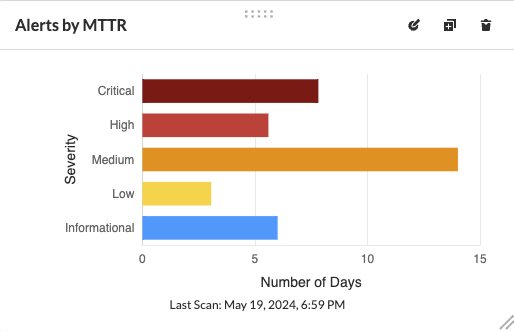 Alerts by MTTR
Severity
Critical
High
Medium
Low
Informational
0 5 10 15
Number of Days
Last Scan: May 19, 2024, 6:59 PM